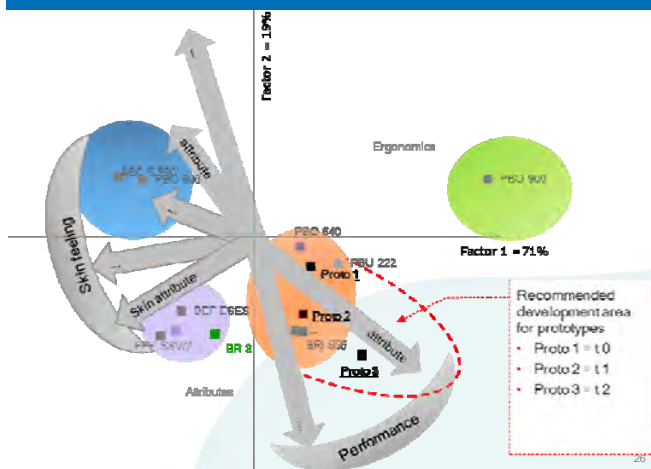 Factor 2 = 19%
attribute
Ergonomics
PBO 900
Skin feeling
PBO 640
Factor 1 = 71%
PBU 222
Proto 1
Skin attribute
Proto 2
attribute
BR 3
Proto 3
Attributes
Performance
Recommended
development area
for prototypes
• Proto 1 = t 0
• Proto 2 = t 1
• Proto 3 = t 2
26